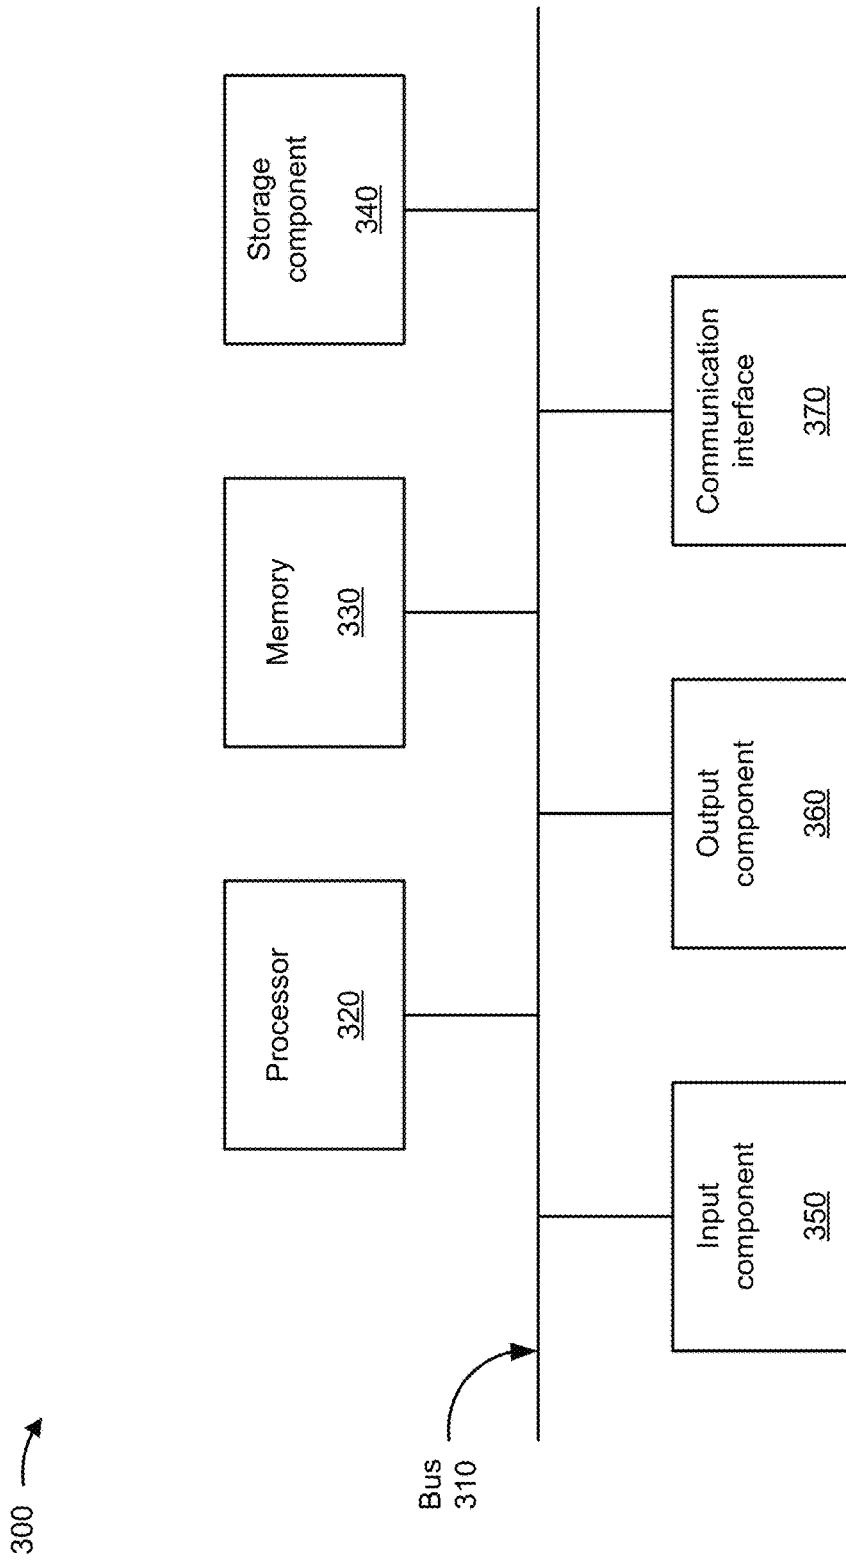 300
Bus
310
Processor
320
Memory
330
Storage
component
340
Input
component
350
Output
component
360
Communication
interface
370